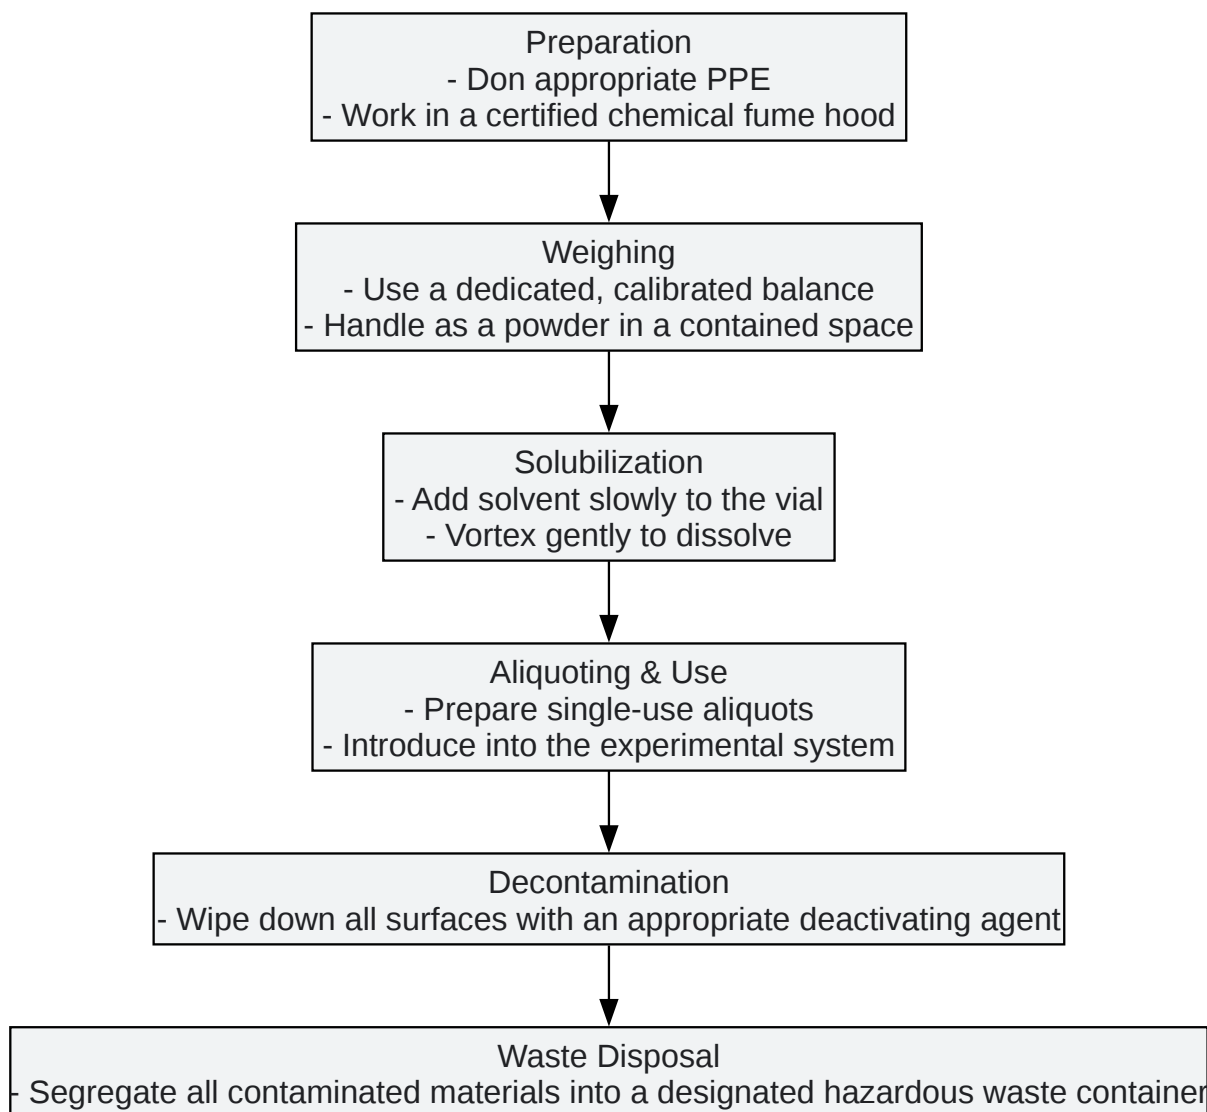 Preparation
- Don appropriate PPE
- Work in a certified chemical fume hood
Weighing
- Use a dedicated, calibrated balance
- Handle as a powder in a contained space
Solubilization
- Add solvent slowly to the vial
- Vortex gently to dissolve
Aliquoting & Use
- Prepare single-use aliquots
- Introduce into the experimental system
Decontamination
- Wipe down all surfaces with an appropriate deactivating agent
Waste Disposal
- Segregate all contaminated materials into a designated hazardous waste container